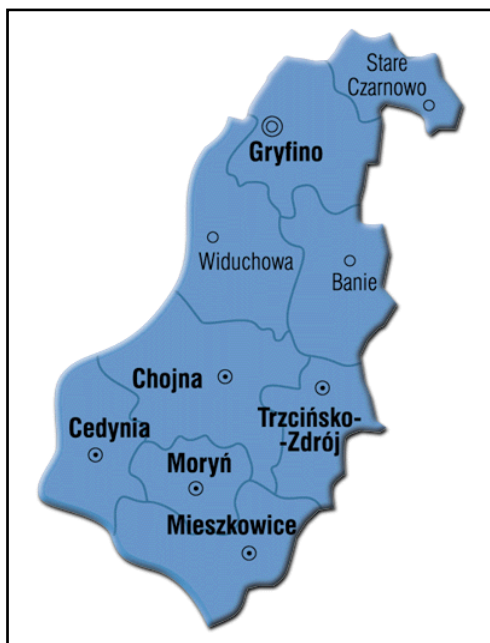 Stare
Czarnowo
Gryfino
Widuchowa
Banie
Chojna
Trzcińsko-
-Zdrój
Cedynia
Moryń
Mieszkowice